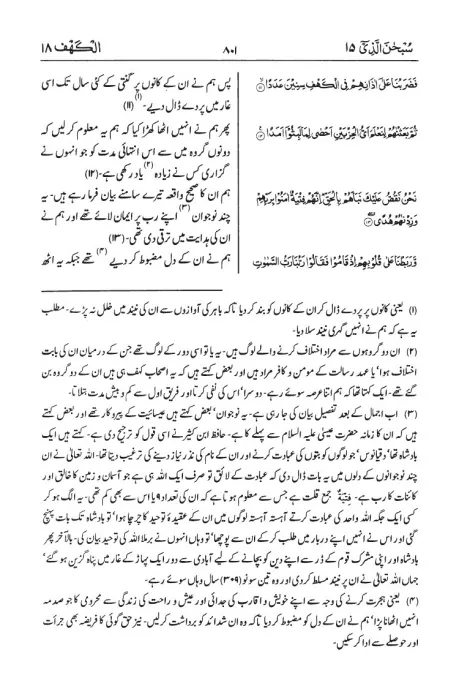 سُبۡحٰنَ الَّذِیۡۤ ۱۵
۸۰۱
الکھف ۱۸
فَضَرَبْنَا عَلٰٓى اٰذَانِهِمْ فِى الْكَهْفِ سِنِيْنَ عَدَدًا ۝
ثُمَّ بَعَثْنٰهُمْ لِنَعْلَمَ اَىُّ الْحِزْبَيْنِ اَحْصٰى لِمَا لَبِثُوْٓا اَمَدًا ۝
نَحْنُ نَقُصُّ عَلَيْكَ نَبَاَهُمْ بِالْحَقِّ ؕ اِنَّهُمْ فِتْيَةٌ اٰمَنُوْا بِرَبِّهِمْ
وَزِدْنٰهُمْ هُدًى ۝
وَّرَبَطْنَا عَلٰى قُلُوْبِهِمْ اِذْ قَامُوْا فَقَالُوْا رَبُّنَا رَبُّ السَّمٰوٰتِ
پس ہم نے ان کے کانوں پر گنتی کے کئی سال تک اسی
غار میں پردے ڈال دیے۔(۱) (۱۱)
پھر ہم نے انہیں اٹھا کھڑا کیا کہ ہم یہ معلوم کرلیں کہ
دونوں گروہ میں سے اس انتہائی مدت کو جو انہوں نے
گزاری کس نے زیادہ(۲) یاد رکھی ہے۔(۱۲)
ہم ان کا صحیح واقعہ تیرے سامنے بیان فرما رہے ہیں۔ یہ
چند نوجوان(۳) اپنے رب پر ایمان لائے تھے اور ہم نے
ان کی ہدایت میں ترقی دی تھی۔(۱۳)
ہم نے ان کے دل مضبوط کر دیے(۴) تھے جبکہ یہ اٹھ
(۱) یعنی کانوں پر پردے ڈال کر ان کے کانوں کو بند کر دیا تاکہ باہر کی آوازوں سے ان کی نیند میں خلل نہ پڑے۔ مطلب
یہ ہے کہ ہم نے انہیں گہری نیند سلا دیا۔
(۲) ان دو گروہوں سے مراد اختلاف کرنے والے لوگ ہیں۔ یہ یا تو اسی دور کے لوگ تھے جن کے درمیان ان کی بابت
اختلاف ہوا' یا عہد رسالت کے مومن و کافر مراد ہیں اور بعض کہتے ہیں کہ یہ اصحاب کہف ہی ہیں ان کے دو گروہ بن
گئے تھے۔ ایک کہتا تھا کہ ہم اتنا عرصہ سوئے رہے۔ دوسرا' اس کی نفی کرتا اور فریق اول سے کم و بیش مدت بتلاتا۔
(۳) اب اجمال کے بعد تفصیل بیان کی جا رہی ہے۔ یہ نوجوان' بعض کہتے ہیں عیسائیت کے پیروکار تھے اور بعض کہتے
ہیں کہ ان کا زمانہ حضرت عیسیٰ علیہ السلام سے پہلے کا ہے۔ حافظ ابن کثیر نے اسی قول کو ترجیح دی ہے۔ کہتے ہیں ایک
بادشاہ تھا' دقیانوس' جو لوگوں کو بتوں کی عبادت کرنے اور ان کے نام کی نذر نیاز دینے کی ترغیب دیتا تھا۔ اللہ تعالیٰ نے ان
چند نوجوانوں کے دلوں میں یہ بات ڈال دی کہ عبادت کے لائق تو صرف ایک اللہ ہی ہے جو آسمان و زمین کا خالق اور
کائنات کا رب ہے۔ فِتْيَةٌ جمع قلت ہے جس سے معلوم ہوتا ہے کہ ان کی تعداد ۹ یا اس سے بھی کم تھی۔ یہ الگ ہو کر
کسی ایک جگہ اللہ واحد کی عبادت کرتے آہستہ آہستہ لوگوں میں ان کے عقیدۂ توحید کا چرچا ہوا' تو بادشاہ تک بات پہنچ
گئی اور اس نے انہیں اپنے دربار میں طلب کر کے ان سے پوچھا' تو وہاں انہوں نے برملا اللہ کی توحید بیان کی۔ بالآخر پھر
بادشاہ اور اپنی مشرک قوم کے ڈر سے اپنے دین کو بچانے کے لیے آبادی سے دور ایک پہاڑ کے غار میں پناہ گزین ہو گئے'
جہاں اللہ تعالیٰ نے ان پر نیند مسلط کر دی اور وہ تین سو نو (۳۰۹) سال وہاں سوئے رہے۔
(۴) یعنی ہجرت کرنے کی وجہ سے اپنے خویش و اقارب کی جدائی اور عیش و راحت کی زندگی سے محرومی کا جو صدمہ
انہیں اٹھانا پڑا' ہم نے ان کے دل کو مضبوط کر دیا تاکہ وہ ان شدائد کو برداشت کرلیں۔ نیز حق گوئی کا فریضہ بھی جرأت
اور حوصلے سے ادا کر سکیں۔